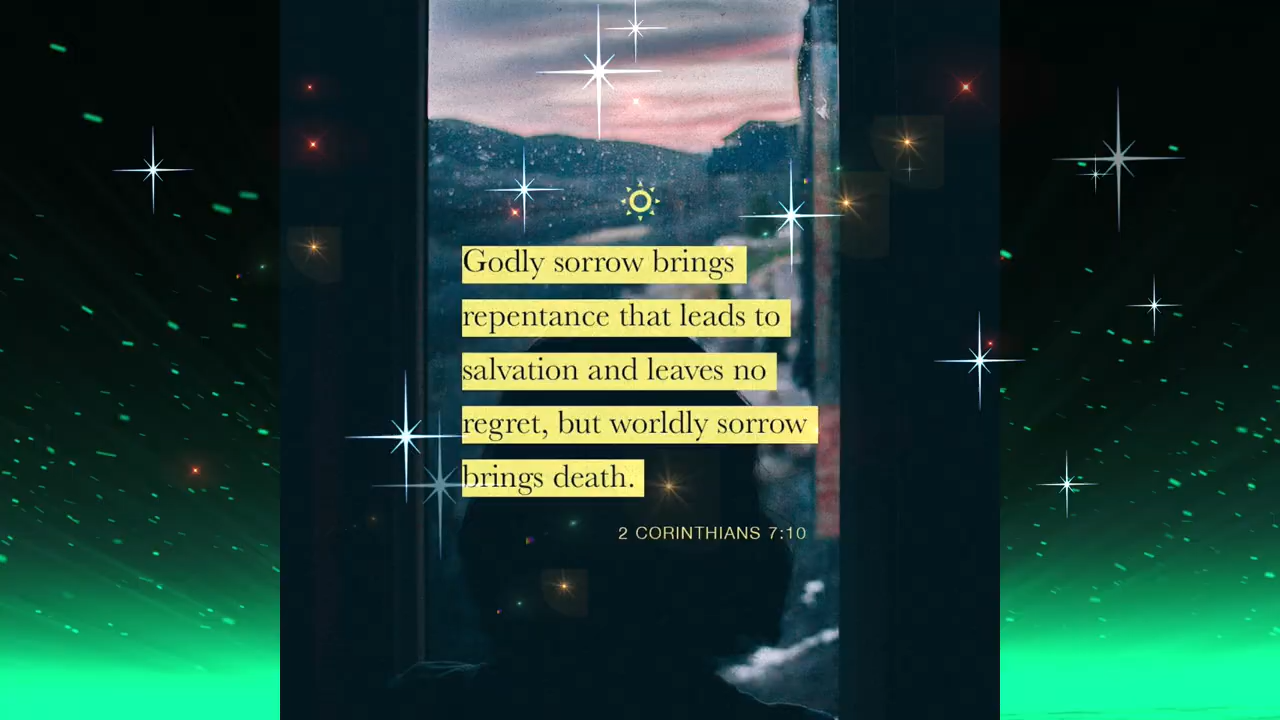 Godly sorrow brings
repentance that leads to
salvation and leaves no
regret, but worldly sorrow
brings death.
2 CORINTHIANS 7:10